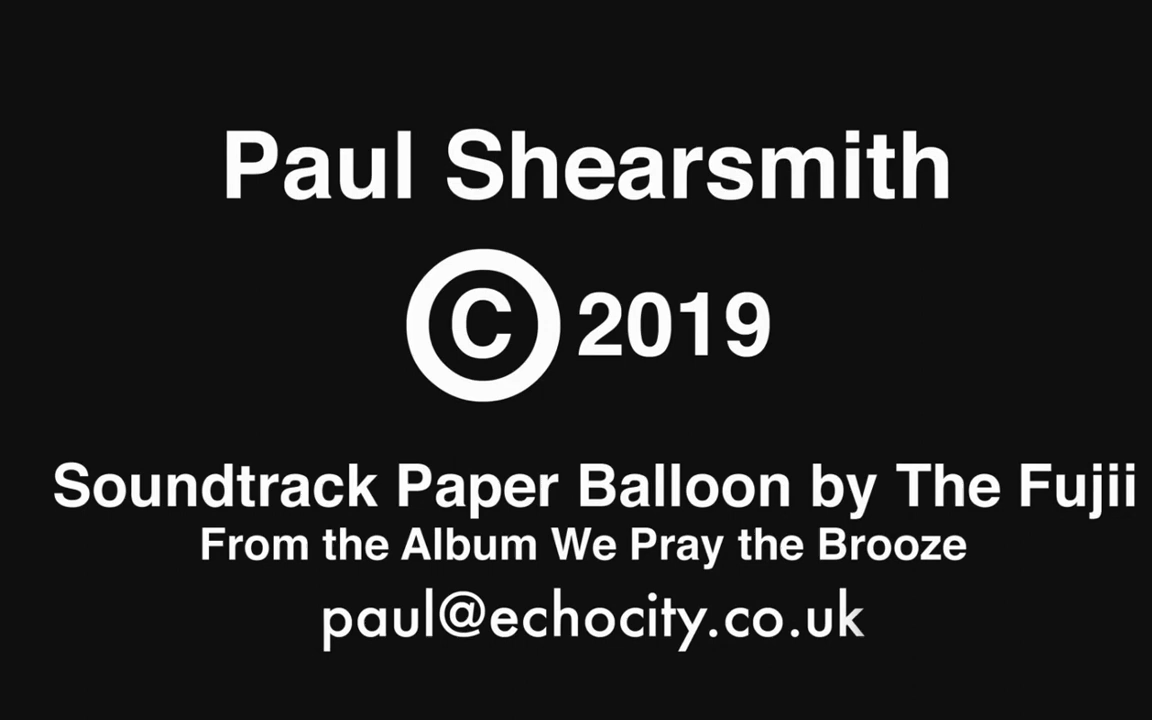 Paul Shearsmith
© 2019
Soundtrack Paper Balloon by The Fujii
From the Album We Pray the Brooze
paul@echocity.co.uk